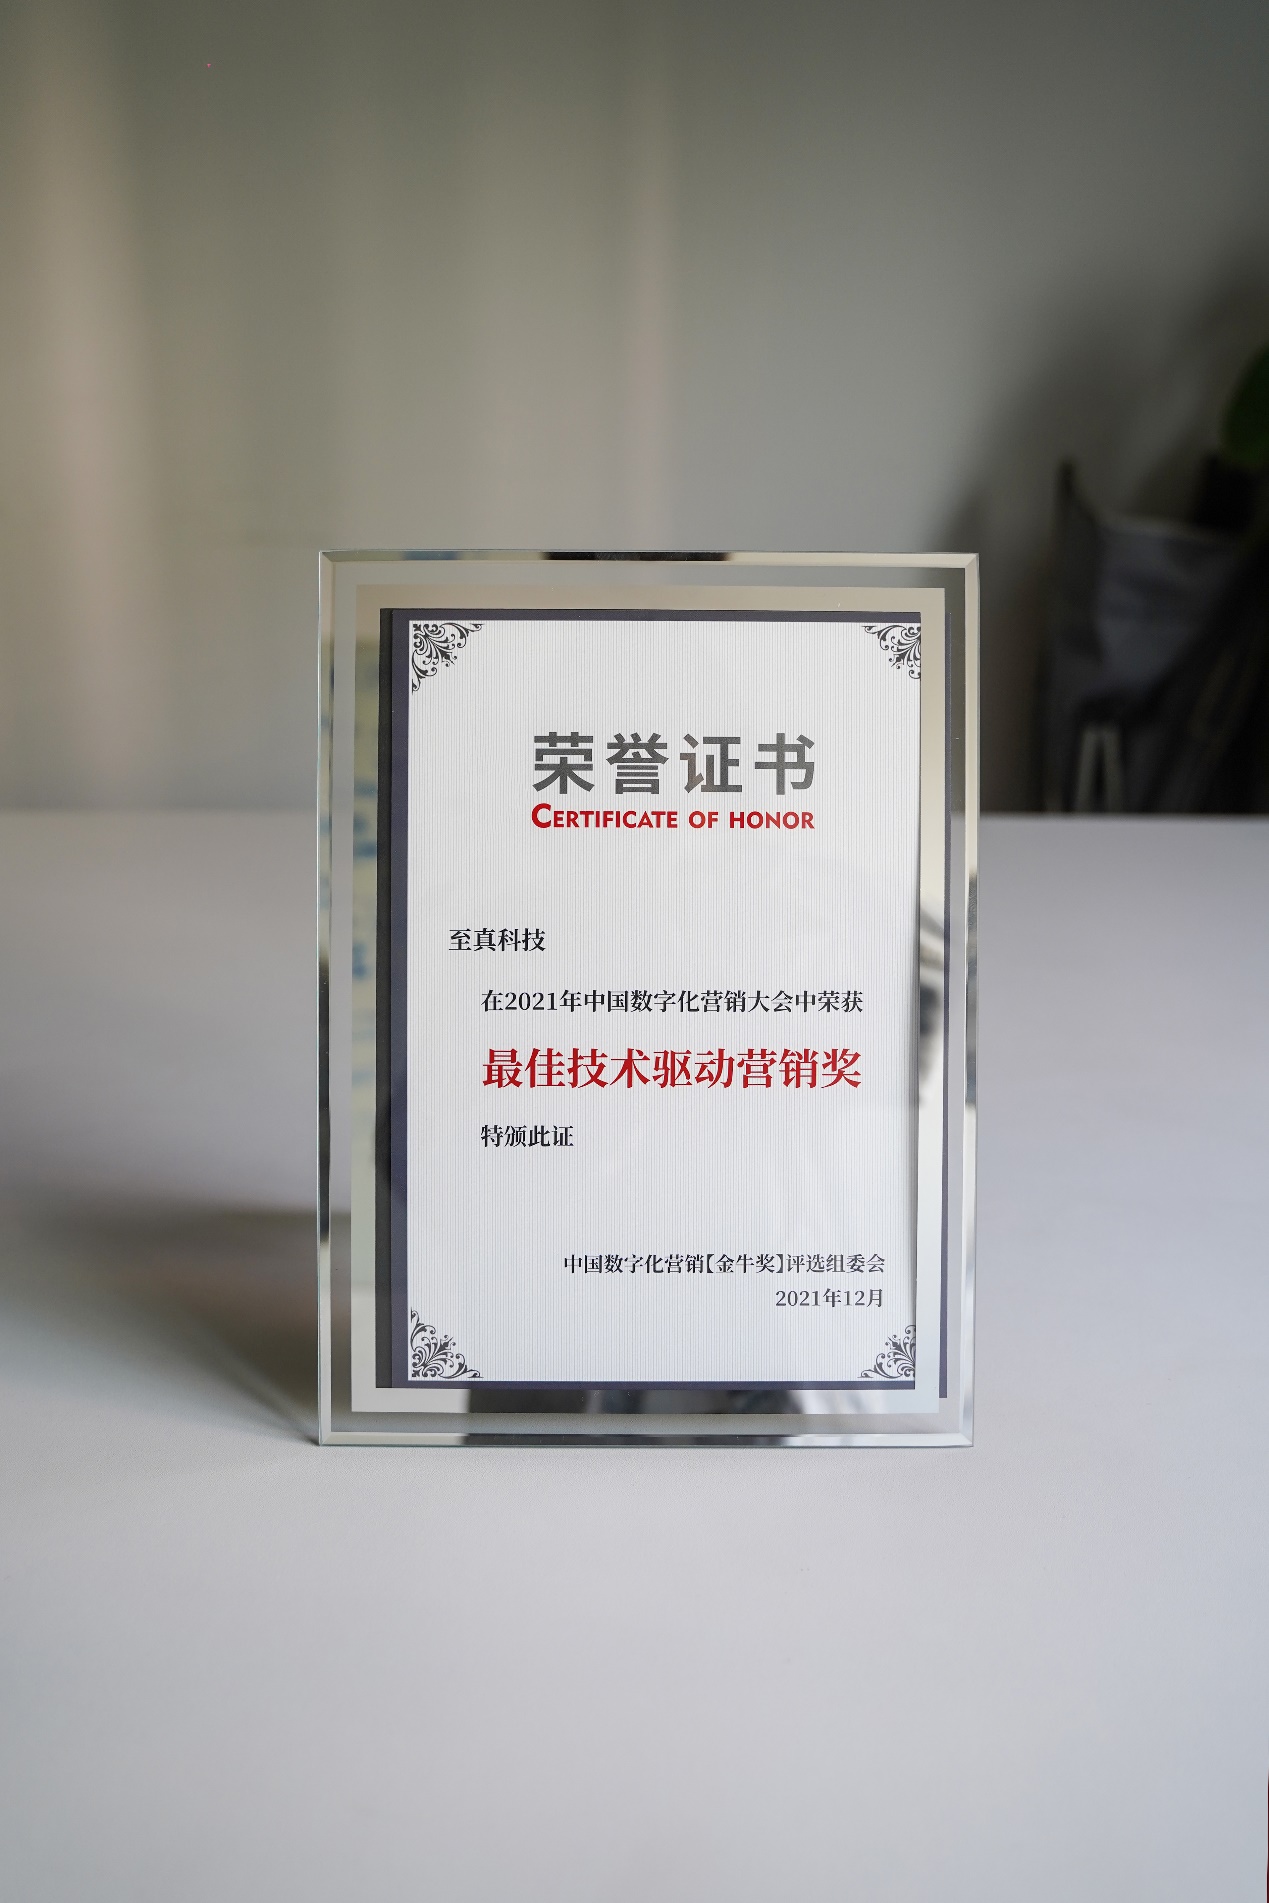 荣誉证书
CERTIFICATE OF HONOR
至真科技
在2021年中国数字化营销大会中荣获
最佳技术驱动营销奖
特颁此证
中国数字化营销【金牛奖】评选组委会
2021年12月